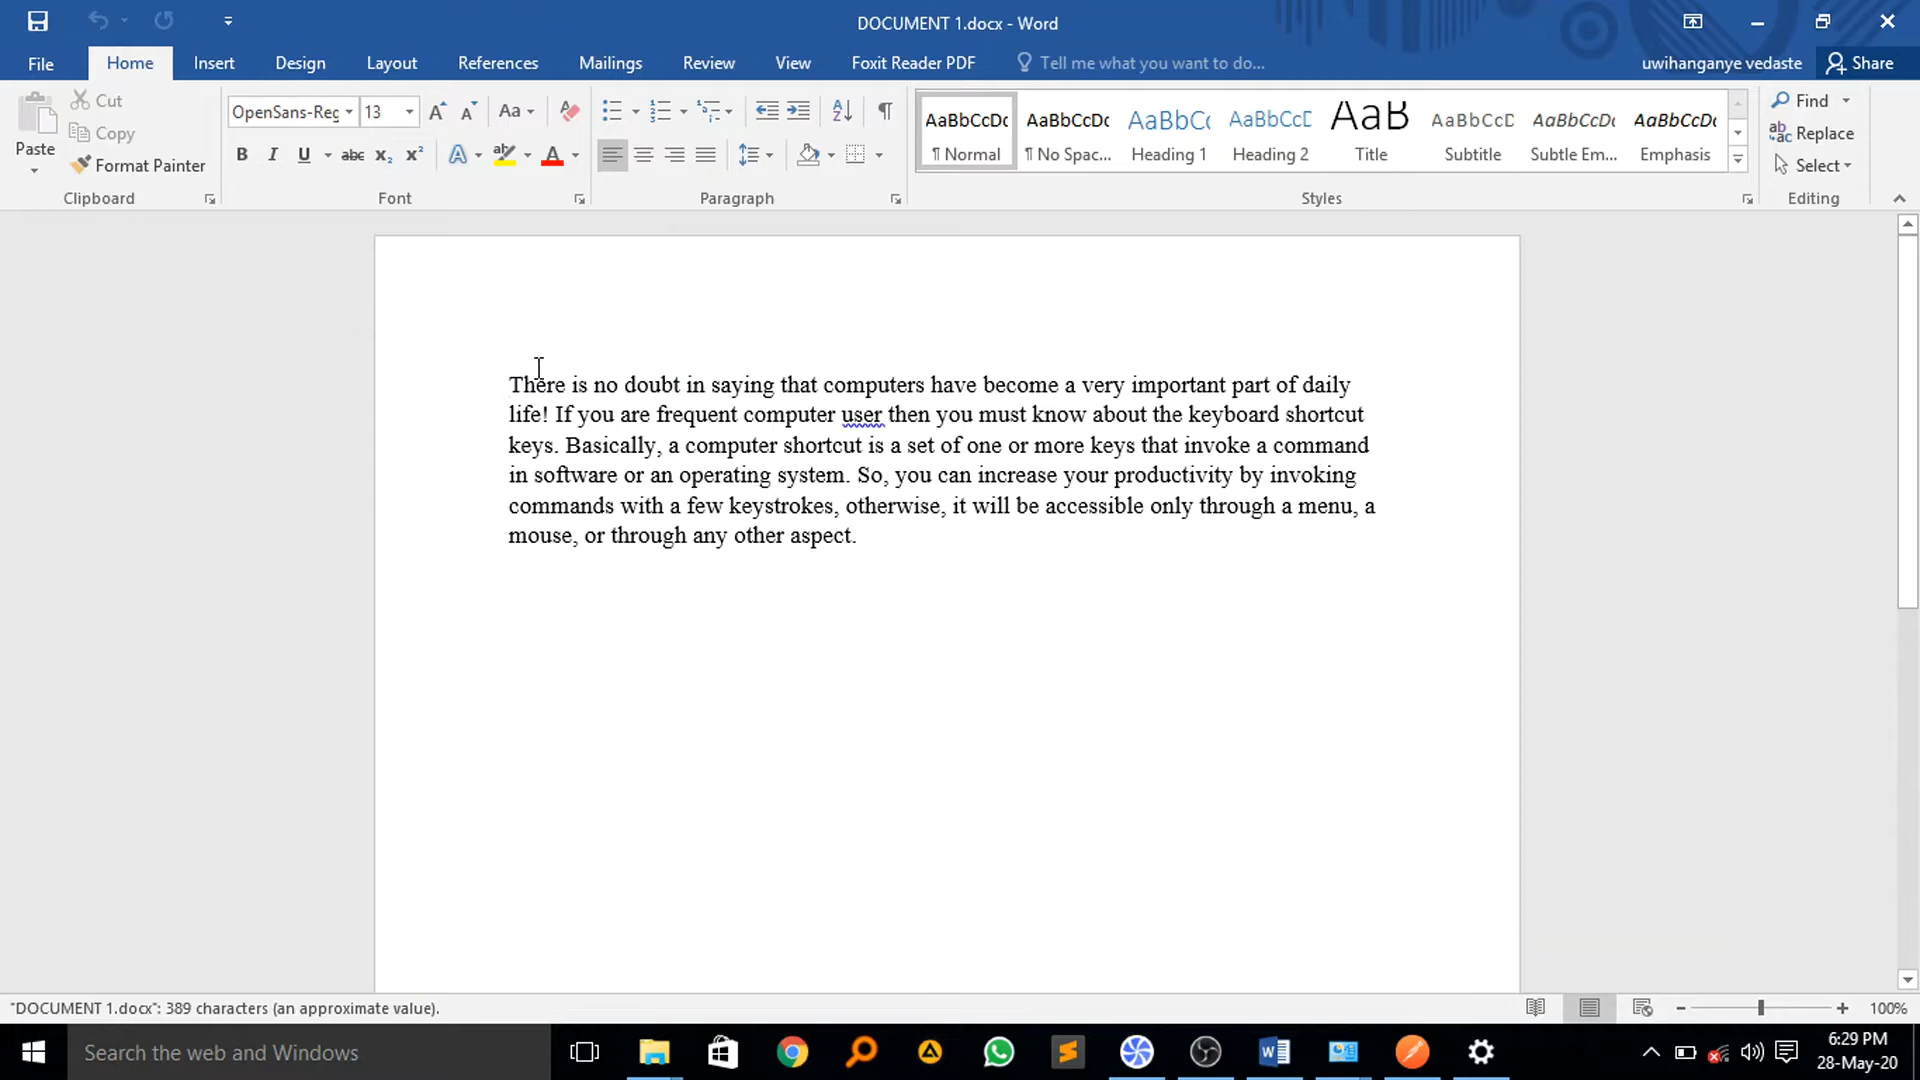 DOCUMENT 1.docx - Word
File Home Insert Design Layout References Mailings Review View Foxit Reader PDF Tell me what you want to do... uwihanganye vedaste Share
Paste
Cut
Copy
Format Painter
Clipboard
OpenSans-Reg 13
Font
Paragraph
AaBbCcDc AaBbCcDc AaBbCc AaBbCcD AaB AaBbCcD AaBbCcDc AaBbCcDc
¶ Normal ¶ No Spac... Heading 1 Heading 2 Title Subtitle Subtle Em... Emphasis
Styles
Find
Replace
Select
Editing
There is no doubt in saying that computers have become a very important part of daily
life! If you are frequent computer user then you must know about the keyboard shortcut
keys. Basically, a computer shortcut is a set of one or more keys that invoke a command
in software or an operating system. So, you can increase your productivity by invoking
commands with a few keystrokes, otherwise, it will be accessible only through a menu, a
mouse, or through any other aspect.
"DOCUMENT 1.docx": 389 characters (an approximate value).
100%
Search the web and Windows
6:29 PM
28-May-20